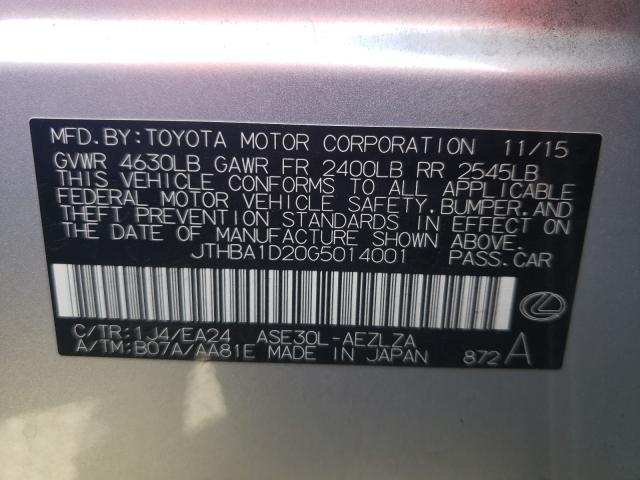 MFD.BY:TOYOTA MOTOR CORPORATION 11/15
GVWR 4630LB GAWR FR 2400LB RR 2545LB
THIS VEHICLE CONFORMS TO ALL APPLICABLE
FEDERAL MOTOR VEHICLE SAFETY,BUMPER,AND
THEFT PREVENTION STANDARDS IN EFFECT ON
THE DATE OF MANUFACTURE SHOWN ABOVE.
JTHBA1D20G5014001 PASS.CAR
C/TR:1J4/EA24 ASE30L-AEZLZA
A/TM:B07A/AA81E MADE IN JAPAN 872A